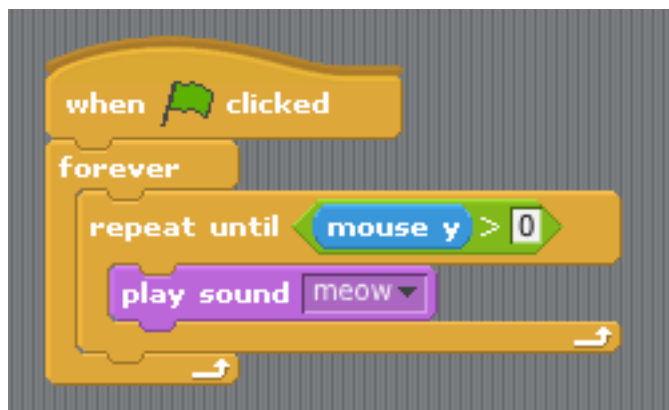 when clicked
forever
repeat until mouse y > 0
play sound meow